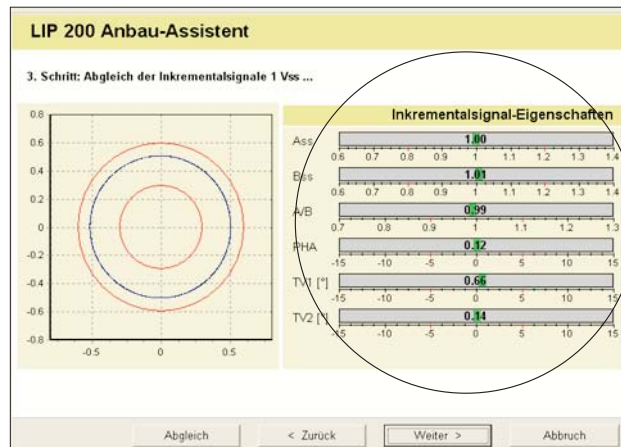 LIP 200 Anbau-Assistent
3. Schritt: Abgleich der Inkrementalsignale 1 Vss ...
0.8
0.6
0.4
0.2
0
-0.2
-0.4
-0.6
-0.8
-0.5 0 0.5
Inkrementalsignal-Eigenschaften
Ass 1.00
0.6 0.7 0.8 0.9 1 1.1 1.2 1.3 1.4
Bss 1.01
0.6 0.7 0.8 0.9 1 1.1 1.2 1.3 1.4
A/B 0.99
0.7 0.8 0.9 1 1.1 1.2 1.3
PHA 0.12
-15 -10 -5 0 5 10 15
TV1 [°] 0.66
-15 -10 -5 0 5 10 15
TV2 [°] 0.14
-15 -10 -5 0 5 10 15
Abgleich < Zurück Weiter > Abbruch